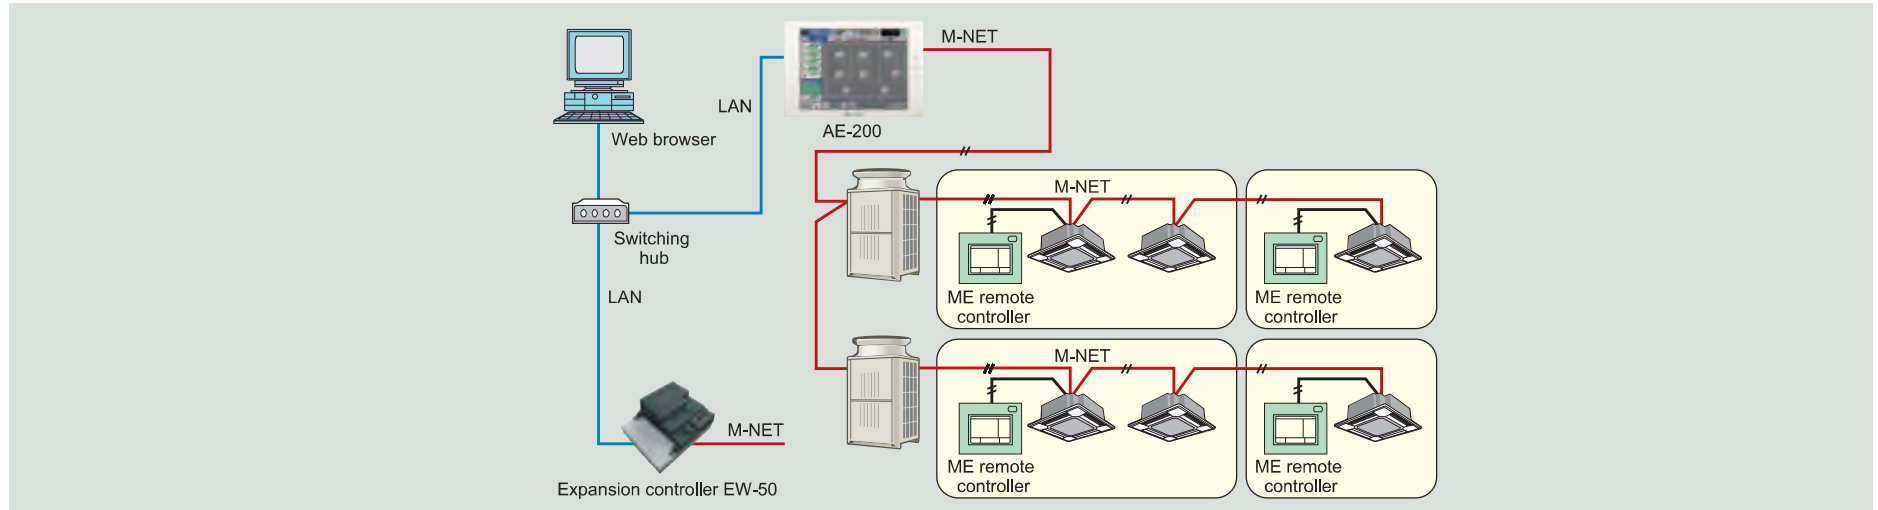 M-NET
LAN
AE-200
Web browser
M-NET
Switching
hub
LAN
ME remote
controller
ME remote
controller
M-NET
M-NET
ME remote
controller
ME remote
controller
Expansion controller EW-50